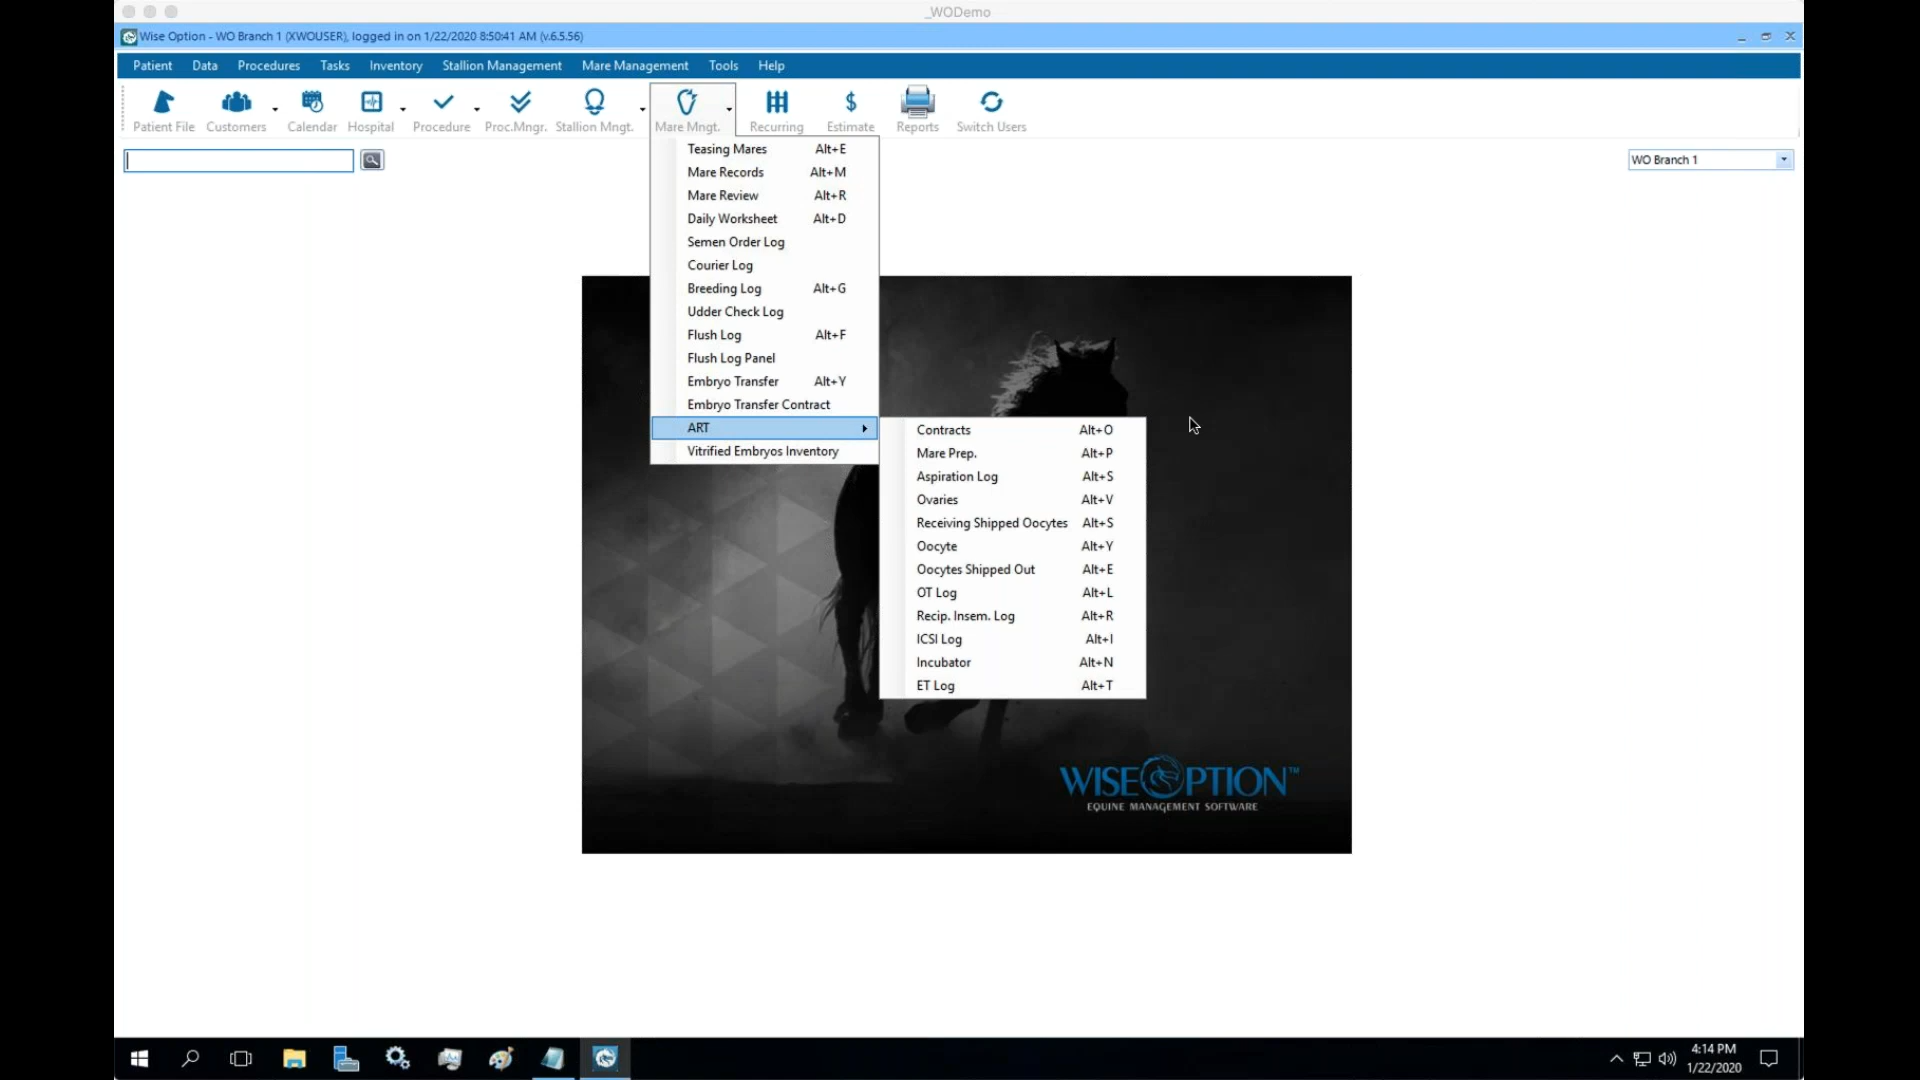 _WODemo
Wise Option - WO Branch 1 (XWOUSER), logged in on 1/22/2020 8:50:41 AM (v.6.5.56)
Patient Data Procedures Tasks Inventory Stallion Management Mare Management Tools Help
Patient File Customers Calendar Hospital Procedure Proc.Mngr. Stallion Mngt. Mare Mngt. Recurring Estimate Reports Switch Users
WO Branch 1
Teasing Mares Alt+E
Mare Records Alt+M
Mare Review Alt+R
Daily Worksheet Alt+D
Semen Order Log
Courier Log
Breeding Log Alt+G
Udder Check Log
Flush Log Alt+F
Flush Log Panel
Embryo Transfer Alt+Y
Embryo Transfer Contract
ART
Vitrified Embryos Inventory
Contracts Alt+O
Mare Prep. Alt+P
Aspiration Log Alt+S
Ovaries Alt+V
Receiving Shipped Oocytes Alt+S
Oocyte Alt+Y
Oocytes Shipped Out Alt+E
OT Log Alt+L
Recip. Insem. Log Alt+R
ICSI Log Alt+I
Incubator Alt+N
ET Log Alt+T
WISE OPTION™
EQUINE MANAGEMENT SOFTWARE
4:14 PM
1/22/2020